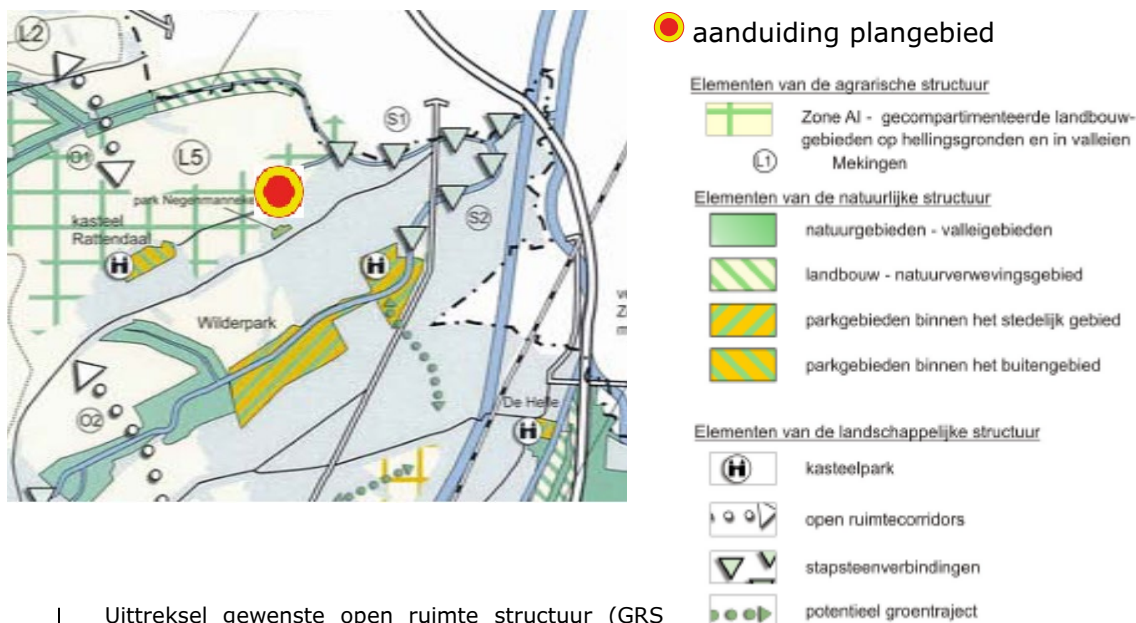 L2
S1
O1
L5
park Negenmanneke
S2
kasteel
Rattendaal
Wilderpark
De Helle
O2
aanduiding plangebied
Elementen van de agrarische structuur
Zone AI - gecompartimenteerde landbouw-
gebieden op hellingsgronden en in valleien
L1 Mekingen
Elementen van de natuurlijke structuur
natuurgebieden - valleigebieden
landbouw - natuurverwevingsgebied
parkgebieden binnen het stedelijk gebied
parkgebieden binnen het buitengebied
Elementen van de landschappelijke structuur
kasteelpark
open ruimtecorridors
stapsteenverbindingen
potentieel groentraject
Uittreksel gewenste open ruimte structuur (GRS